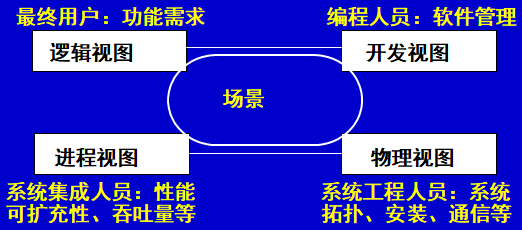 最终用户：功能需求
编程人员：软件管理
逻辑视图
开发视图
场景
进程视图
物理视图
系统集成人员：性能
可扩充性、吞吐量等
系统工程人员：系统
拓扑、安装、通信等